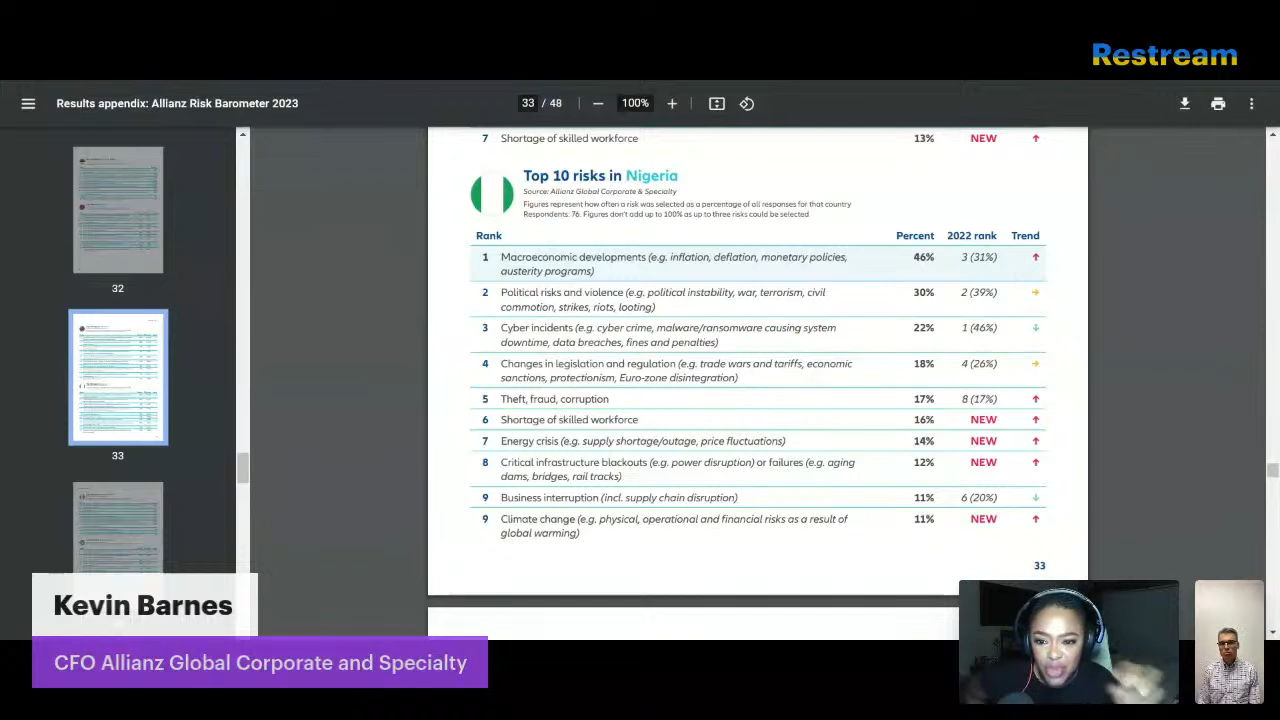 Restream
Results appendix: Allianz Risk Barometer 2023
33 / 48
100%
7 Shortage of skilled workforce 13% NEW
Top 10 risks in Nigeria
Source: Allianz Global Corporate & Specialty
Figures represent how often a risk was selected as a percentage of all responses for that country
Respondents: 76. Figures don't add up to 100% as up to three risks could be selected
Rank Percent 2022 rank Trend
1 Macroeconomic developments (e.g. inflation, deflation, monetary policies, 46% 3 (31%)
austerity programs)
2 Political risks and violence (e.g. political instability, war, terrorism, civil 30% 2 (39%)
commotion, strikes, riots, looting)
3 Cyber incidents (e.g. cyber crime, malware/ransomware causing system 22% 1 (46%)
downtime, data breaches, fines and penalties)
4 Changes in legislation and regulation (e.g. trade wars and tariffs, economic 18% (26%)
sanctions, protectionism, Euro-zone disintegration)
5 Theft, fraud, corruption 17% 8 (17%)
6 Shortage of skilled workforce 16% NEW
7 Energy crisis (e.g. supply shortage/outage, price fluctuations) 14% NEW
8 Critical infrastructure blackouts (e.g. power disruption) or failures (e.g. aging 12% NEW
dams, bridges, rail tracks)
9 Business interruption (incl. supply chain disruption) 11% 6 (20%)
9 Climate change (e.g. physical, operational and financial risks as a result of 11% NEW
global warming)
33
32
33
Kevin Barnes
CFO Allianz Global Corporate and Specialty